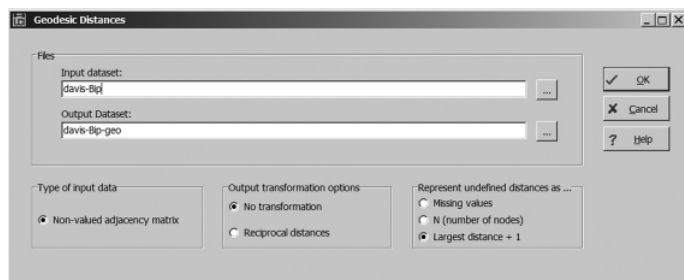 Geodesic Distances
Files
Input dataset:
davis-Bip
...
Output Dataset:
davis-Bip-geo
...
OK
Cancel
? Help
Type of input data
Non-valued adjacency matrix
Output transformation options
No transformation
Reciprocal distances
Represent undefined distances as ...
Missing values
N (number of nodes)
Largest distance + 1